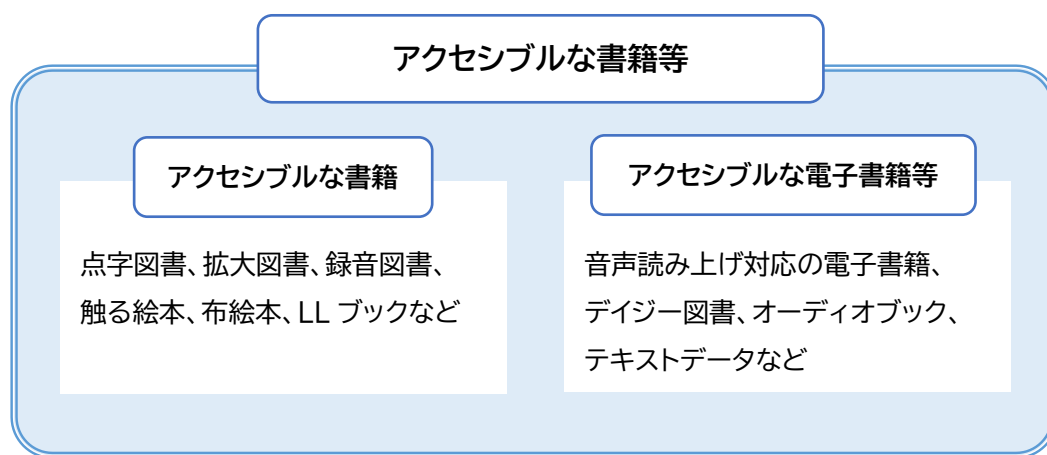 アクセシブルな書籍等
アクセシブルな書籍
点字図書、拡大図書、録音図書、
触る絵本、布絵本、LL ブックなど
アクセシブルな電子書籍等
音声読み上げ対応の電子書籍、
デイジー図書、オーディオブック、
テキストデータなど